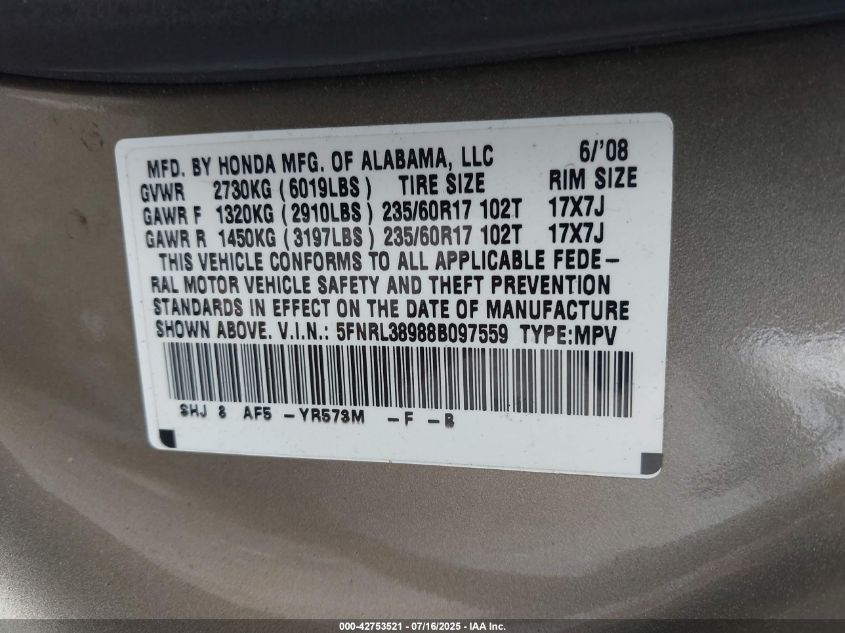 MFD. BY HONDA MFG. OF ALABAMA, LLC 6/'08
GVWR 2730KG (6019LBS) TIRE SIZE RIM SIZE
GAWR F 1320KG (2910LBS) 235/60R17 102T 17X7J
GAWR R 1450KG (3197LBS) 235/60R17 102T 17X7J
THIS VEHICLE CONFORMS TO ALL APPLICABLE FEDE–
RAL MOTOR VEHICLE SAFETY AND THEFT PREVENTION
STANDARDS IN EFFECT ON THE DATE OF MANUFACTURE
SHOWN ABOVE. V.I.N.: 5FNRL38988B097559 TYPE:MPV
SHJ 8 AF5 –YR573M –F –B
000-42753521 - 07/16/2025 - IAA Inc.